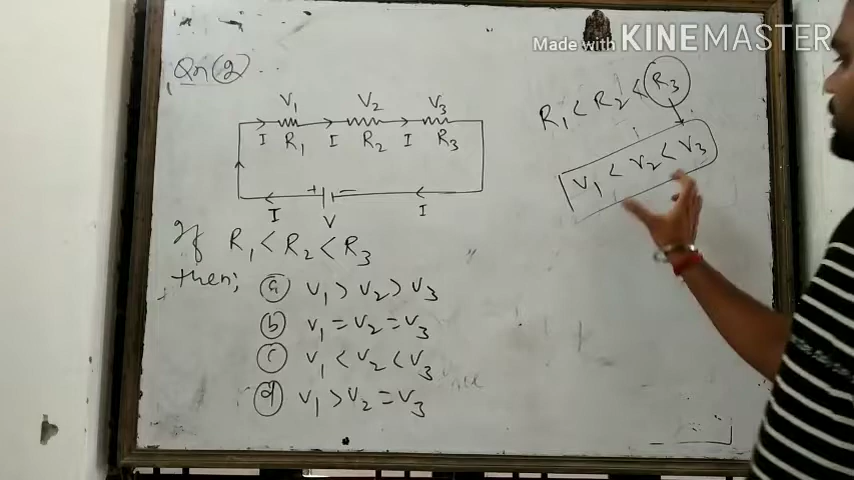 Made with KINEMASTER
Qn (2)
V1 V2 V3
I R1 I R2 I R3
+ −
I V I
If R1 < R2 < R3
then;
(a) V1 > V2 > V3
(b) V1 = V2 = V3
(c) V1 < V2 < V3
(d) V1 > V2 = V3
R1 < R2 < R3
V1 < V2 < V3